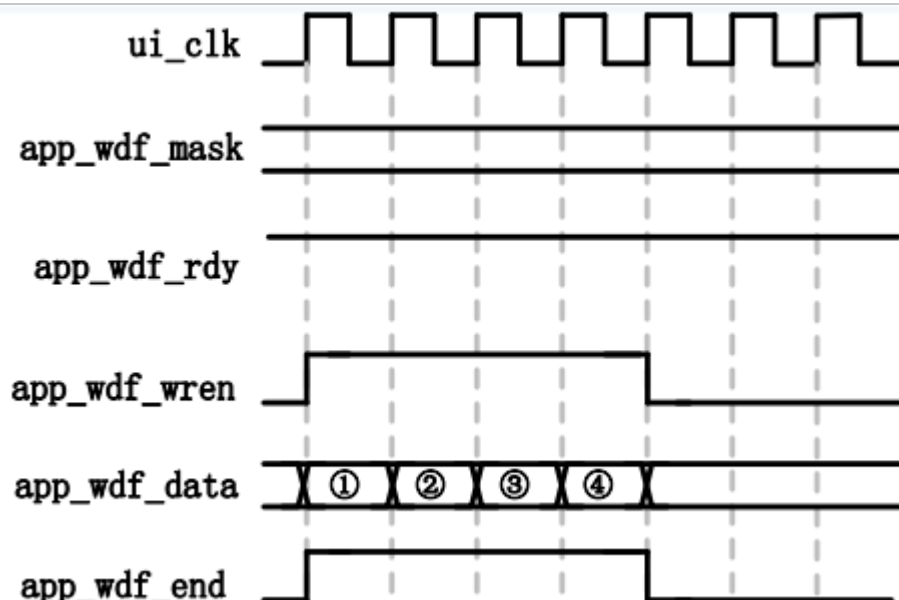 ui_clk
app_wdf_mask
app_wdf_rdy
app_wdf_wren
app_wdf_data ① ② ③ ④
app_wdf_end